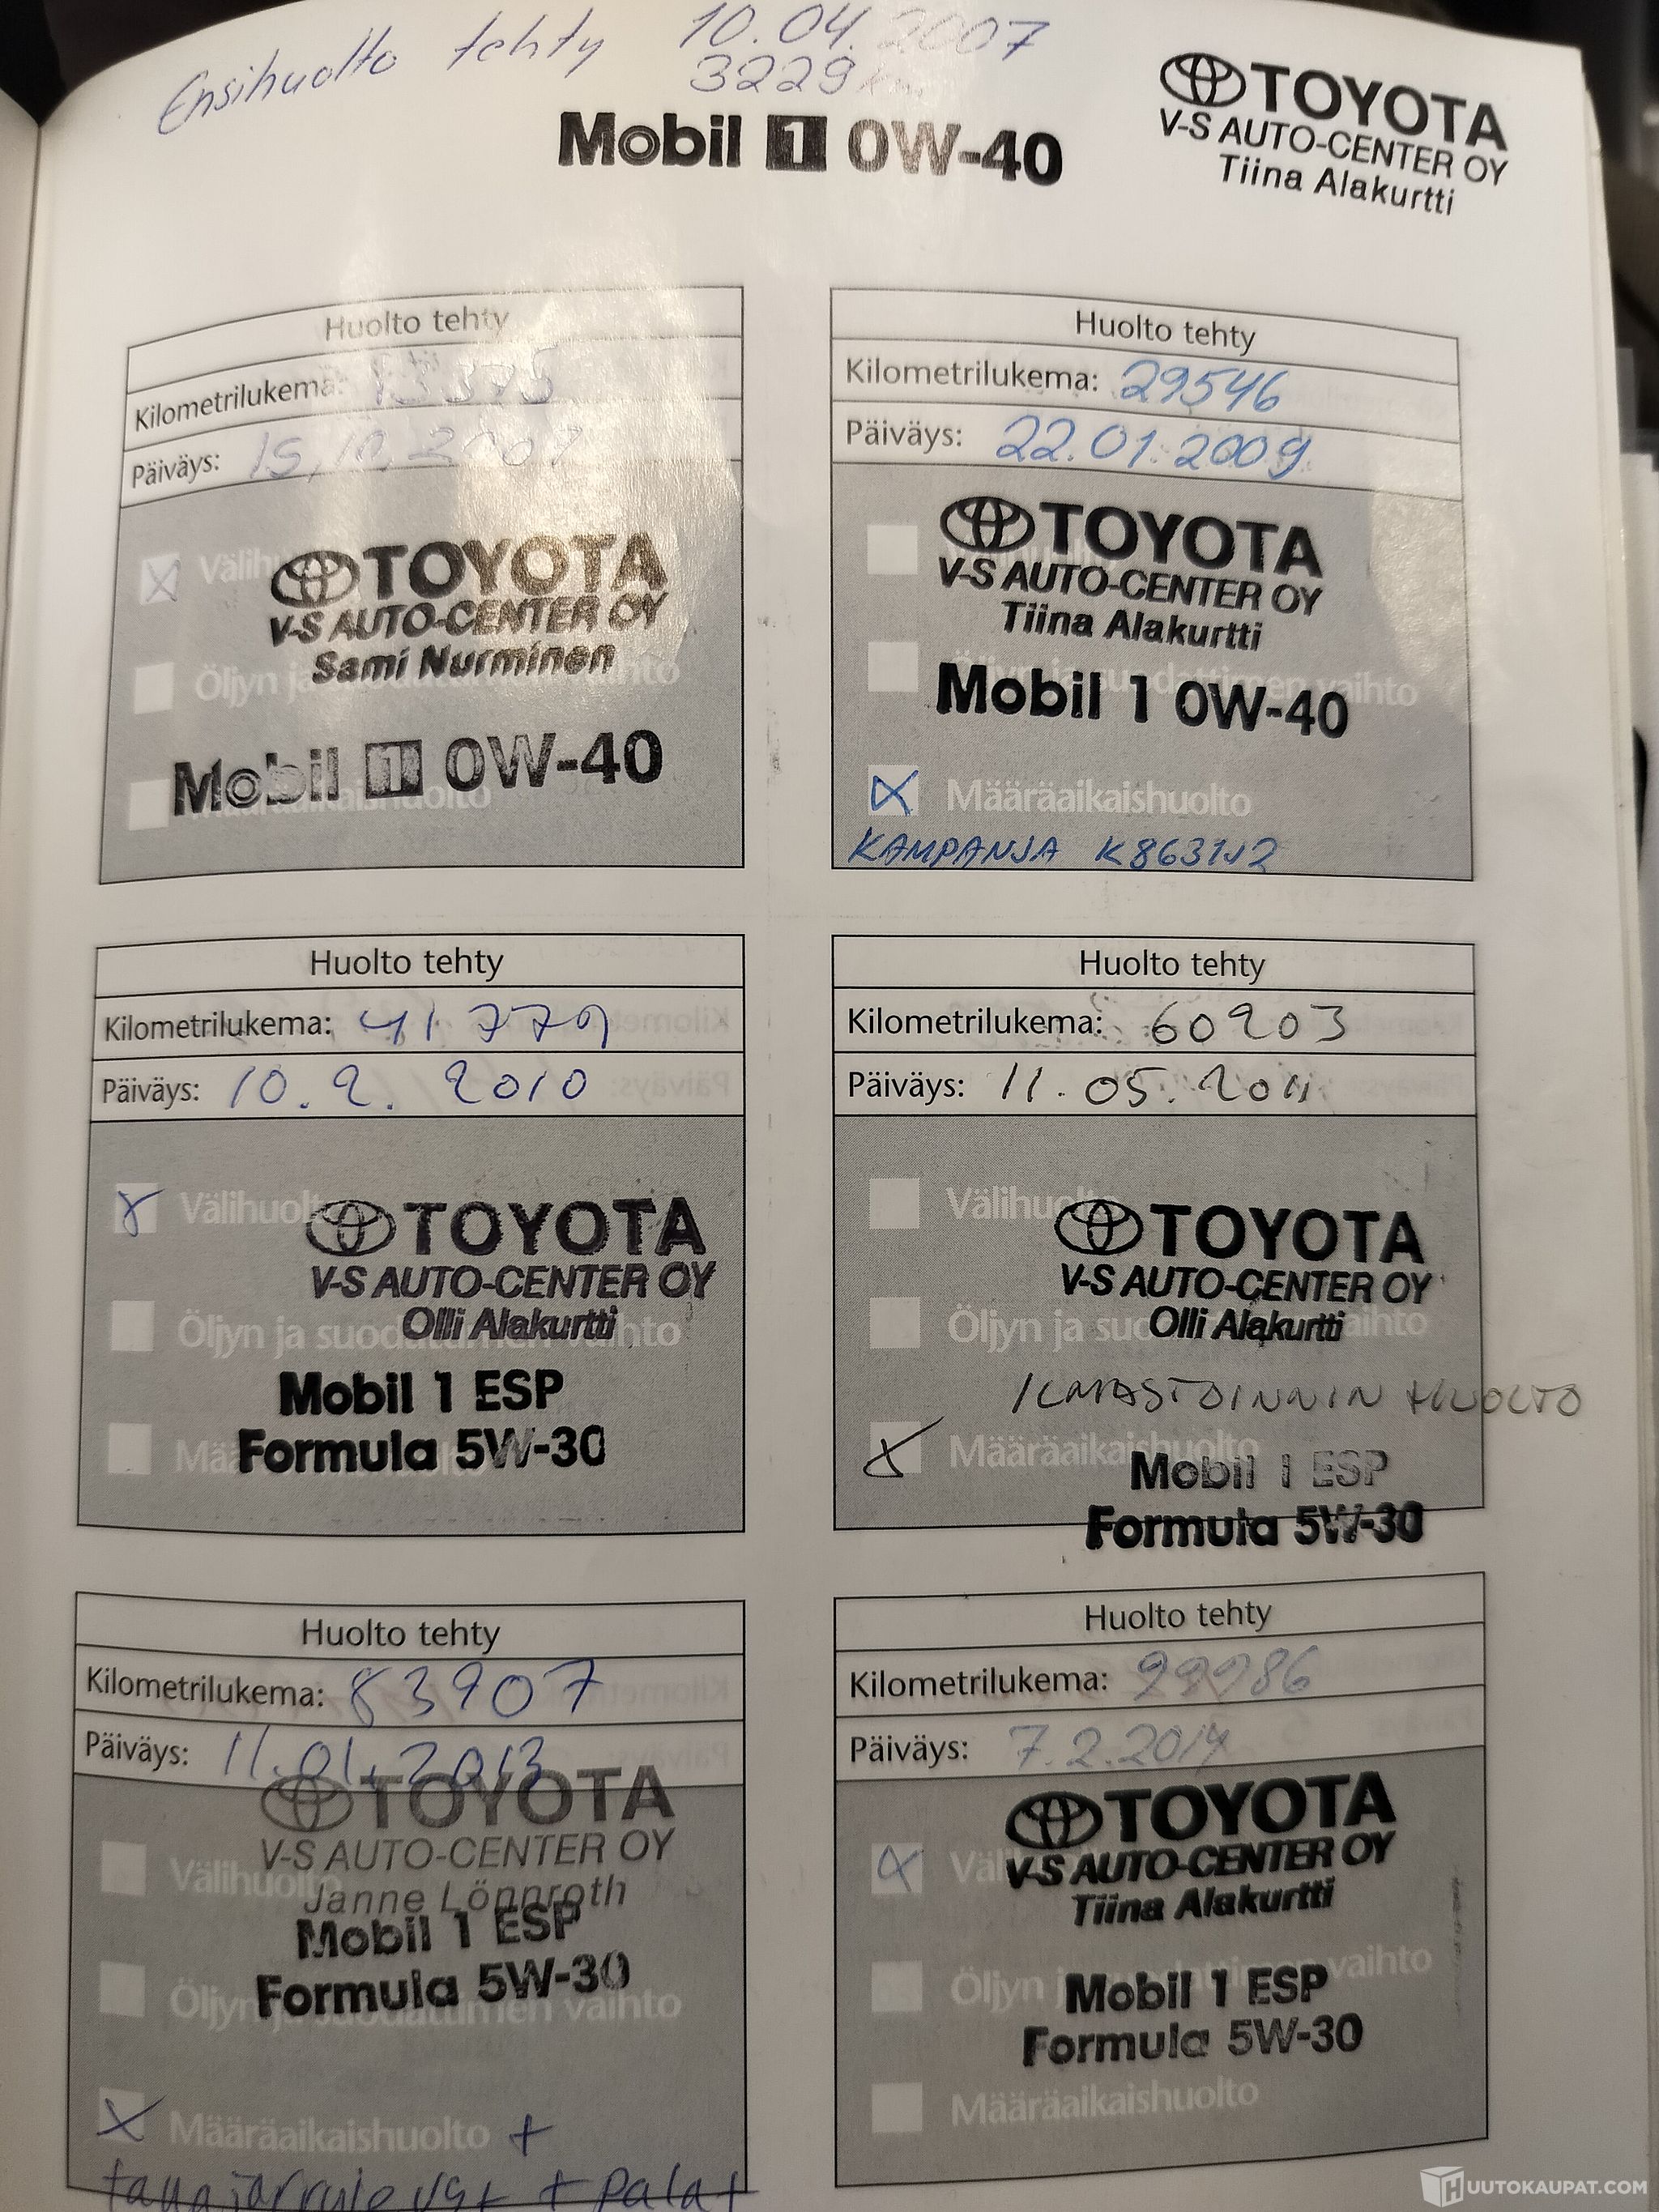 Ensihuolto tehty 10.04.2007
3229 km
Mobil 1 0W-40
TOYOTA
V-S AUTO-CENTER OY
Tiina Alakurtti
Huolto tehty
Kilometrilukema: 13375
Päiväys: 15.10.2007
Välihuolto
TOYOTA
V-S AUTO-CENTER OY
Sami Nurminen
Öljyn ja suodattimen vaihto
Mobil 1 0W-40
Määräaikaishuolto
Huolto tehty
Kilometrilukema: 29546
Päiväys: 22.01.2009
TOYOTA
V-S AUTO-CENTER OY
Tiina Alakurtti
Öljyn ja suodattimen vaihto
Mobil 1 0W-40
Määräaikaishuolto
KAMPANJA K8631J2
Huolto tehty
Kilometrilukema: 41779
Päiväys: 10.2.2010
Välihuolto
TOYOTA
V-S AUTO-CENTER OY
Olli Alakurtti
Öljyn ja suodattimen vaihto
Mobil 1 ESP
Formula 5W-30
Huolto tehty
Kilometrilukema: 60203
Päiväys: 11.05.2011
Välihuolto
TOYOTA
V-S AUTO-CENTER OY
Olli Alakurtti
Öljyn ja suodattimen vaihto
ILMASTOINNIN HUOLTO
Määräaikaishuolto
Mobil 1 ESP
Formula 5W-30
Huolto tehty
Kilometrilukema: 83907
Päiväys: 11.01.2013
TOYOTA
V-S AUTO-CENTER OY
Välihuolto
Janne Lönnroth
Mobil 1 ESP
Formula 5W-30
Öljyn ja suodattimen vaihto
Määräaikaishuolto +
takajarrulevyt + palat
Huolto tehty
Kilometrilukema: 99986
Päiväys: 7.2.2014
TOYOTA
V-S AUTO-CENTER OY
Tiina Alakurtti
Öljyn ja suodattimen vaihto
Mobil 1 ESP
Formula 5W-30
Määräaikaishuolto
HUUTOKAUPAT.COM